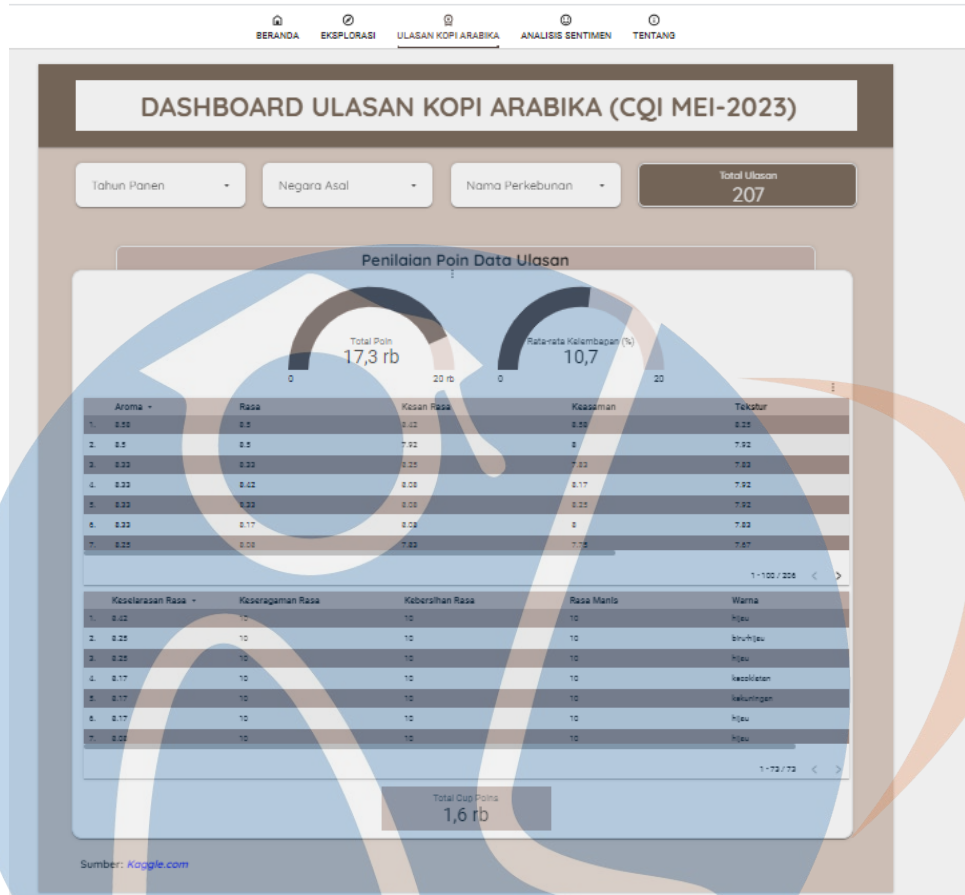 BERANDA EKSPLORASI ULASAN KOPI ARABIKA ANALISIS SENTIMEN TENTANG
DASHBOARD ULASAN KOPI ARABIKA (CQI MEI-2023)
Tahun Panen Negara Asal Nama Perkebunan
Total Ulasan
207
Penilaian Poin Data Ulasan
Total Poin
17,3 rb
0 20 rb
Rata-rata Kelembapan (%)
10,7
0 20
Aroma Rasa Kesan Rasa Keasaman Tekstur
1. 8.58 8.5 8.42 8.58 8.25
2. 8.5 8.5 7.92 8 7.92
3. 8.33 8.33 8.25 7.83 7.83
4. 8.33 8.42 8.08 8.17 7.92
5. 8.33 8.33 8.08 8.25 7.92
6. 8.33 8.17 8.08 8 7.83
7. 8.25 8.08 7.83 7.75 7.67
1 - 100 / 206 < >
Keselarasan Rasa Keseragaman Rasa Kebersihan Rasa Rasa Manis Warna
1. 8.42 10 10 10 hijau
2. 8.25 10 10 10 biru-hijau
3. 8.25 10 10 10 hijau
4. 8.17 10 10 10 kecoklatan
5. 8.17 10 10 10 kekuningan
6. 8.17 10 10 10 hijau
7. 8.08 10 10 10 hijau
1 - 73 / 73 < >
Total Cup Poins
1,6 rb
Sumber: Kaggle.com